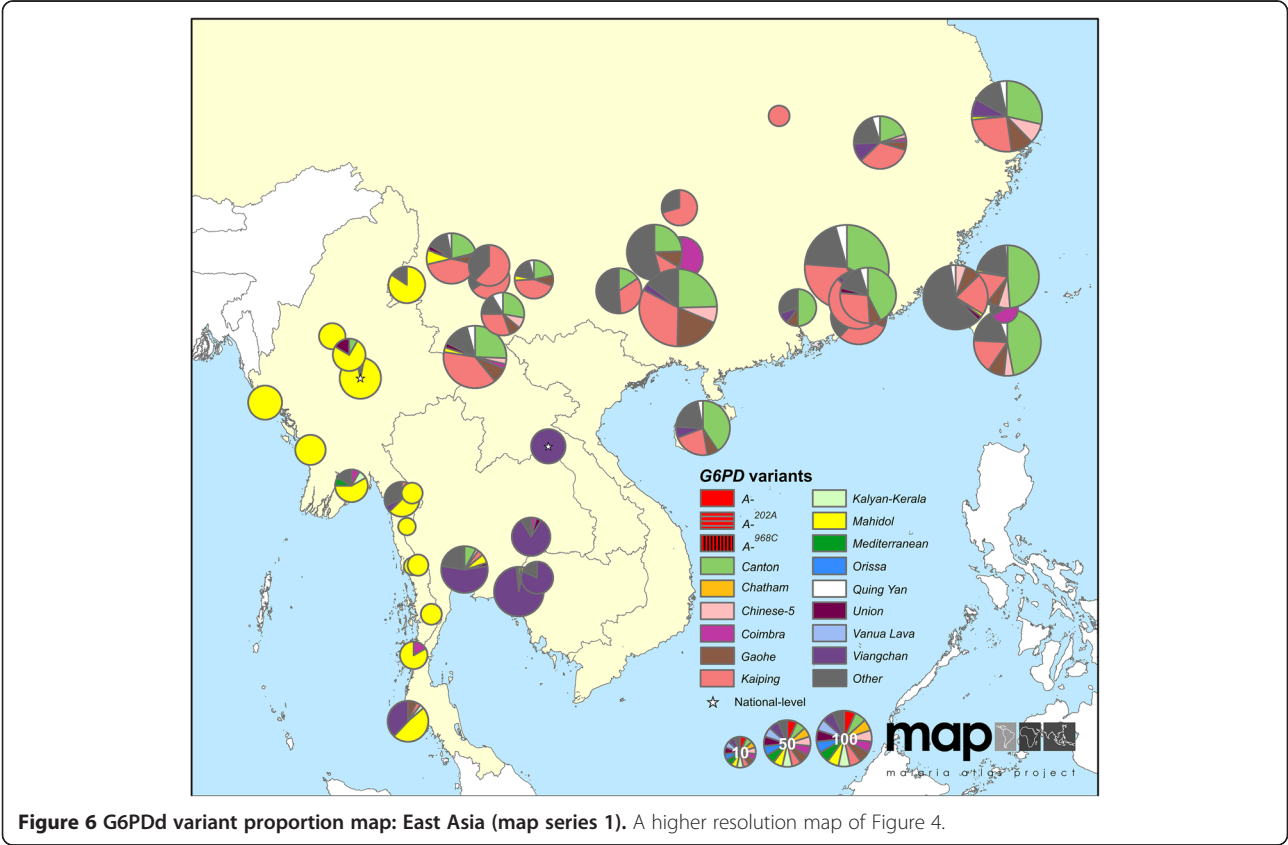 G6PD variants
A-
A-202A
A-968C
Canton
Chatham
Chinese-5
Coimbra
Gaohe
Kaiping
Kalyan-Kerala
Mahidol
Mediterranean
Orissa
Quing Yan
Union
Vanua Lava
Viangchan
Other
☆ National-level
10 50 100
map
malaria atlas project
Figure 6 G6PDd variant proportion map: East Asia (map series 1). A higher resolution map of Figure 4.